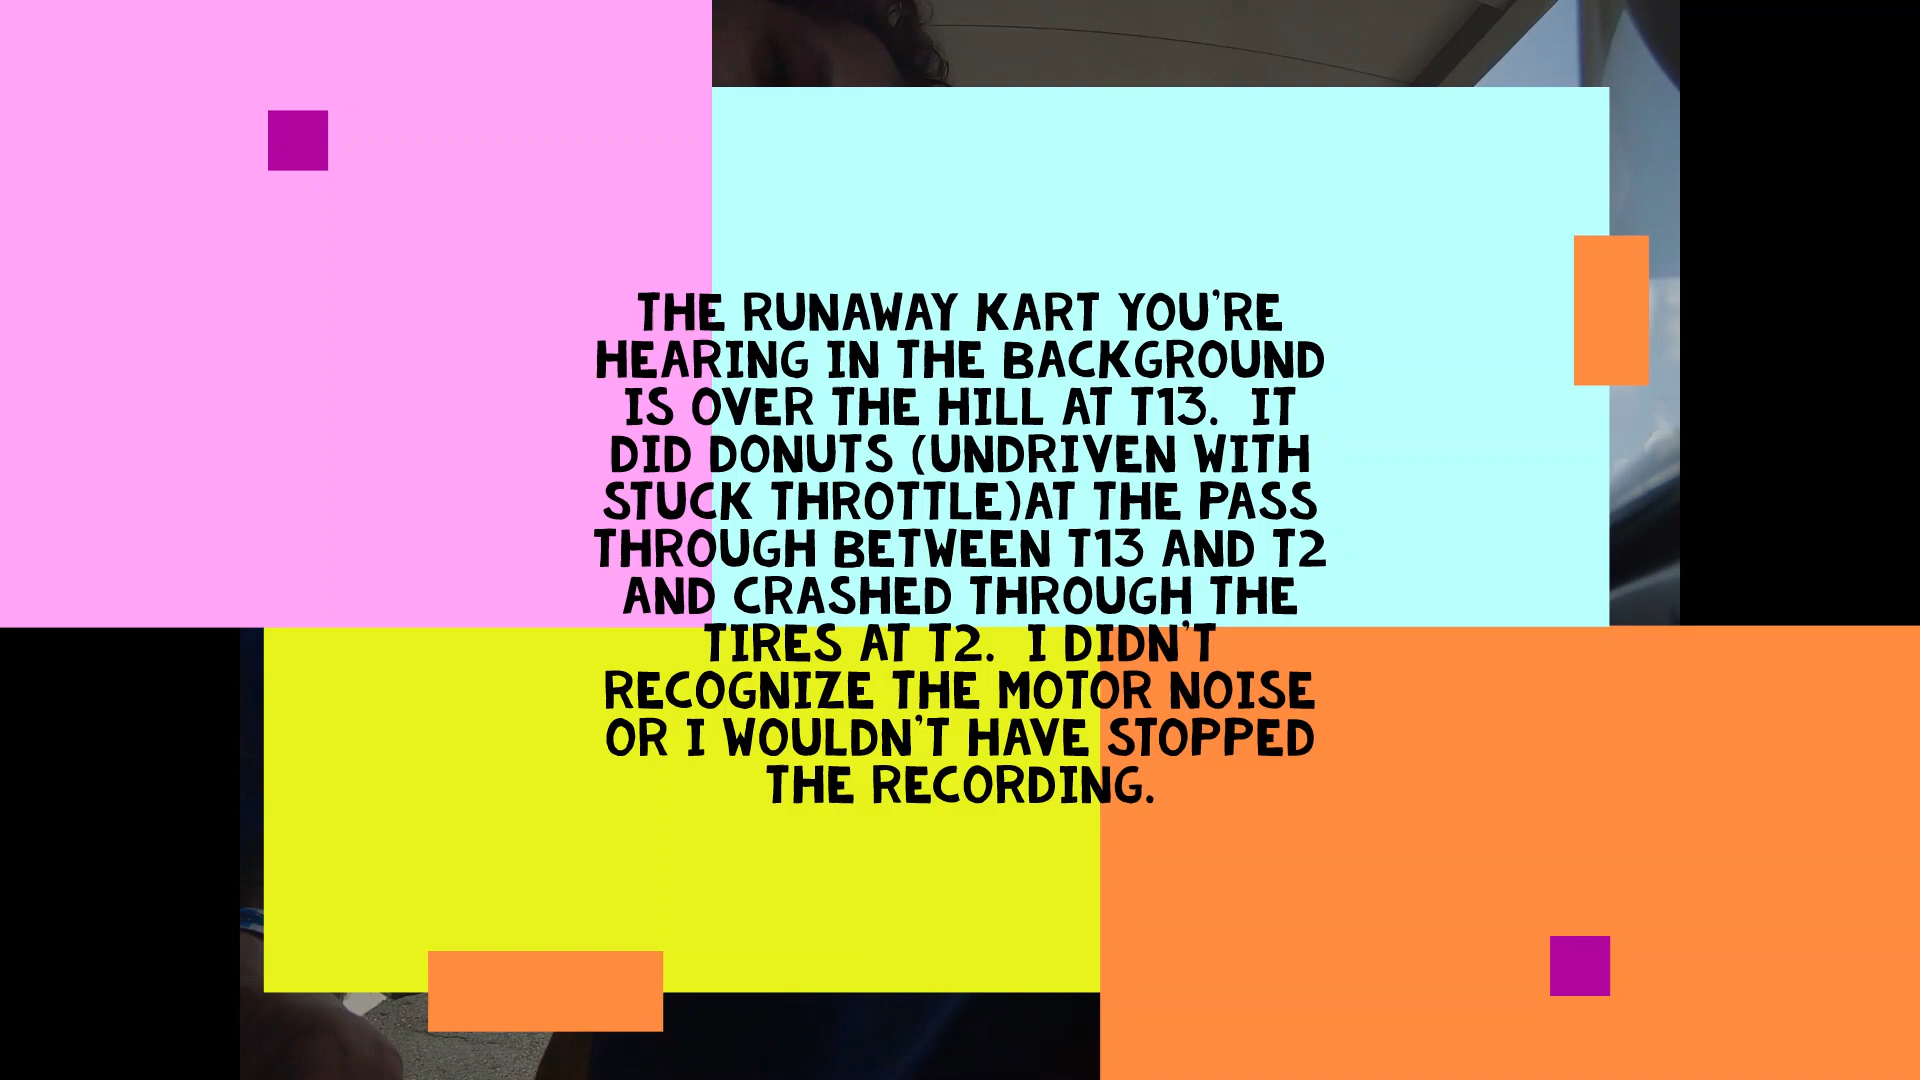 THE RUNAWAY KART YOU'RE
HEARING IN THE BACKGROUND
IS OVER THE HILL AT T13.  IT
DID DONUTS (UNDRIVEN WITH
STUCK THROTTLE)AT THE PASS
THROUGH BETWEEN T13 AND T2
AND CRASHED THROUGH THE
TIRES AT T2.  I DIDN'T
RECOGNIZE THE MOTOR NOISE
OR I WOULDN'T HAVE STOPPED
THE RECORDING.